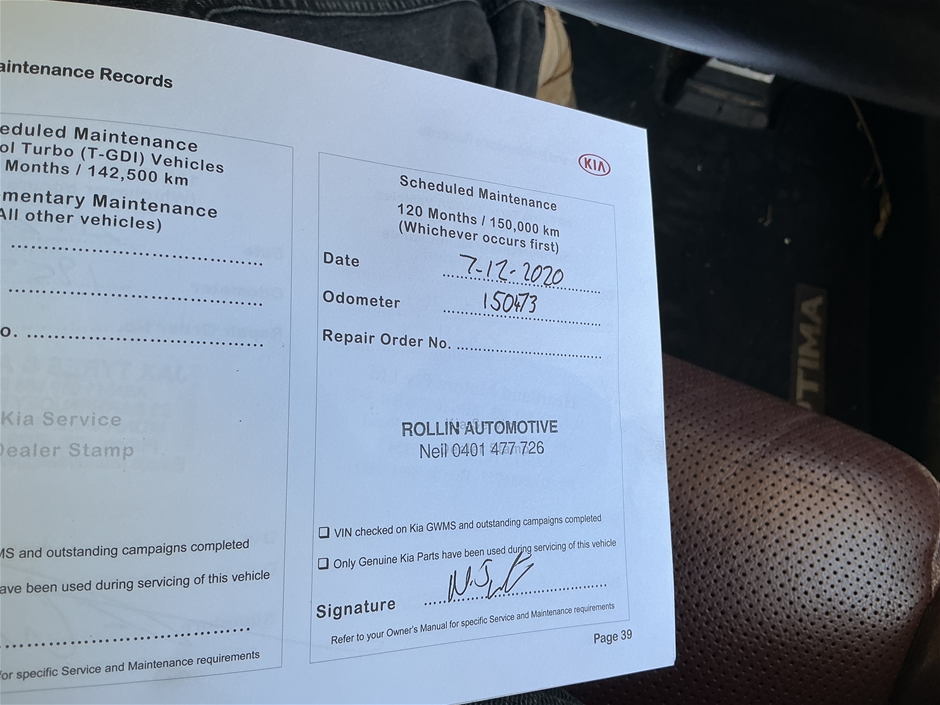 aintenance Records
eduled Maintenance
ol Turbo (T-GDI) Vehicles
Months / 142,500 km
mentary Maintenance
All other vehicles)
o.
Kia Service
Dealer Stamp
MS and outstanding campaigns completed
ave been used during servicing of this vehicle
for specific Service and Maintenance requirements
KIA
Scheduled Maintenance
120 Months / 150,000 km
(Whichever occurs first)
Date 7-12-2020
Odometer 150473
Repair Order No.
ROLLIN AUTOMOTIVE
Neil 0401 477 726
☐ VIN checked on Kia GWMS and outstanding campaigns completed
☐ Only Genuine Kia Parts have been used during servicing of this vehicle
Signature
Refer to your Owner's Manual for specific Service and Maintenance requirements
Page 39
TIMA